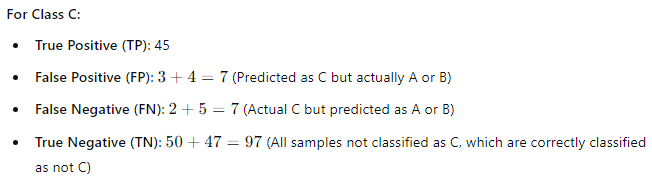 For Class C:
• True Positive (TP): 45
• False Positive (FP): 3 + 4 = 7 (Predicted as C but actually A or B)
• False Negative (FN): 2 + 5 = 7 (Actual C but predicted as A or B)
• True Negative (TN): 50 + 47 = 97 (All samples not classified as C, which are correctly classified
as not C)